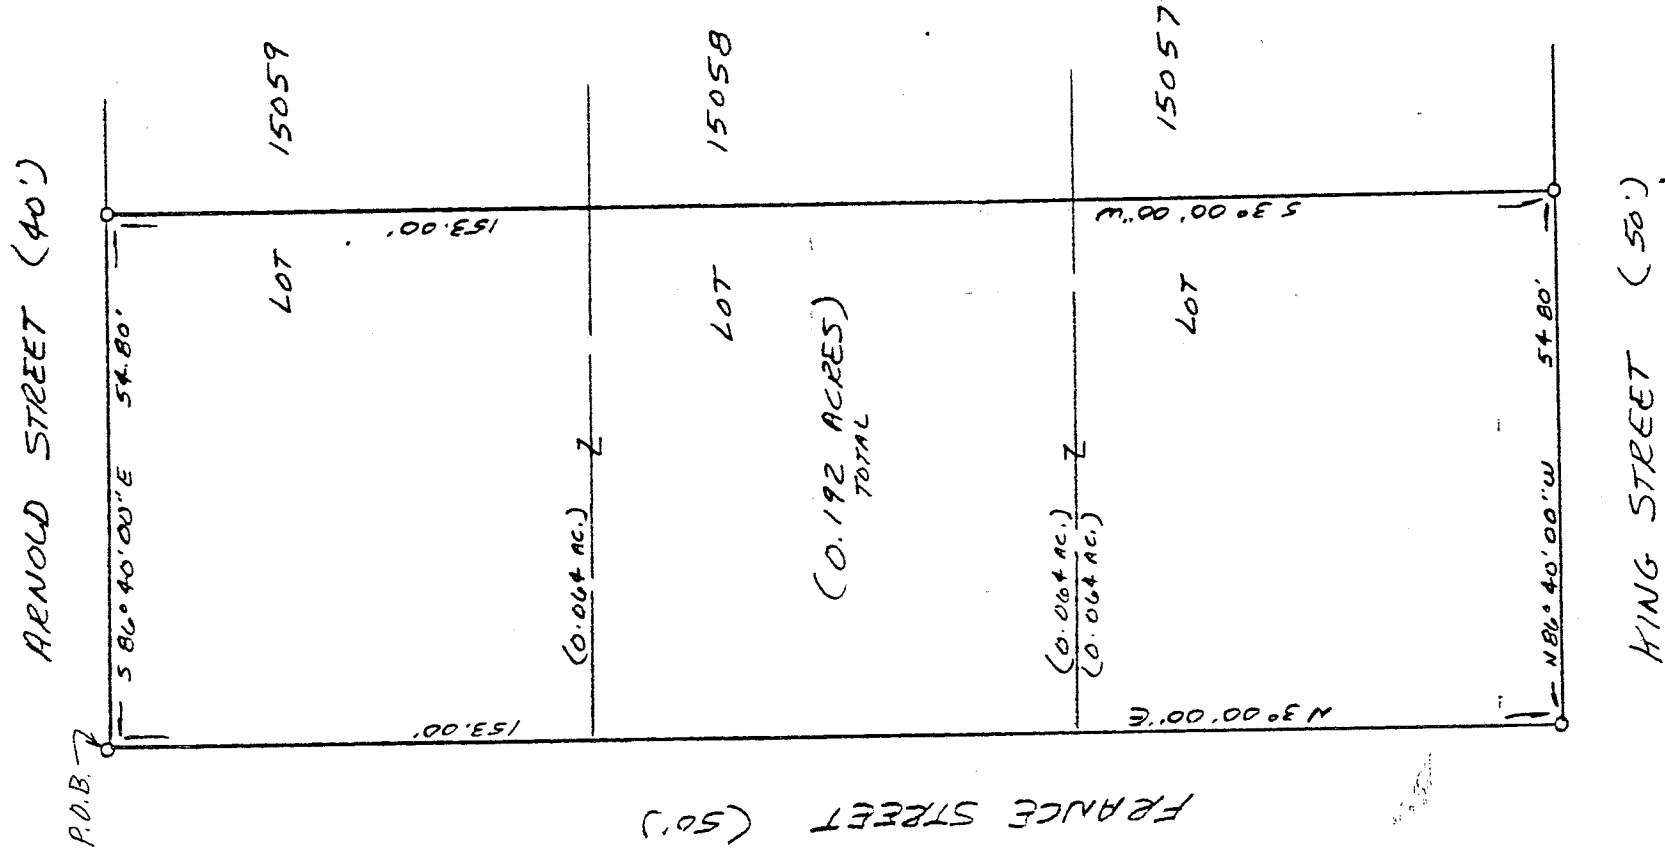 ARNOLD STREET (40')
P.O.B.
S 86° 40' 00" E 54.80'
LOT 15059
153.00'
153.00'
(0.064 AC.)
LOT 15058
(0.192 ACRES)
TOTAL
(0.064 AC.)
(0.064 AC.)
LOT 15057
S 3° 00' 00" W
N 3° 00' 00" E
N 86° 40' 00" W 54 80'
KING STREET (50')
FRANCE STREET (50')